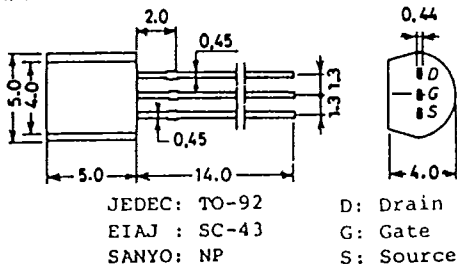 2.0
0,45
0.44
5.0
4.0
1.3
1.3
D
G
S
0,45
5.0
14.0
4.0
JEDEC: TO-92
EIAJ : SC-43
SANYO: NP
D: Drain
G: Gate
S: Source